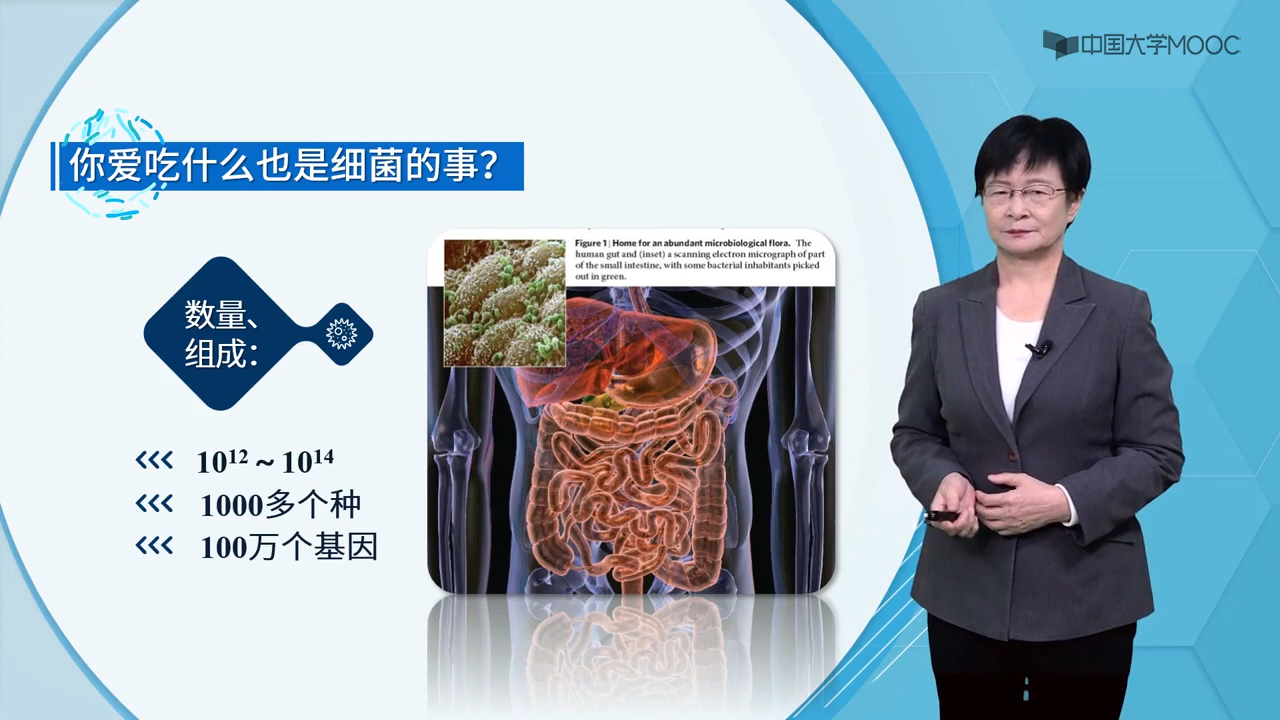 中国大学MOOC
你爱吃什么也是细菌的事？
数量、
组成：
10¹²～10¹⁴
1000多个种
100万个基因
Figure 1 | Home for an abundant microbiological flora. The
human gut and (inset) a scanning electron micrograph of part
of the small intestine, with some bacterial inhabitants picked
out in green.